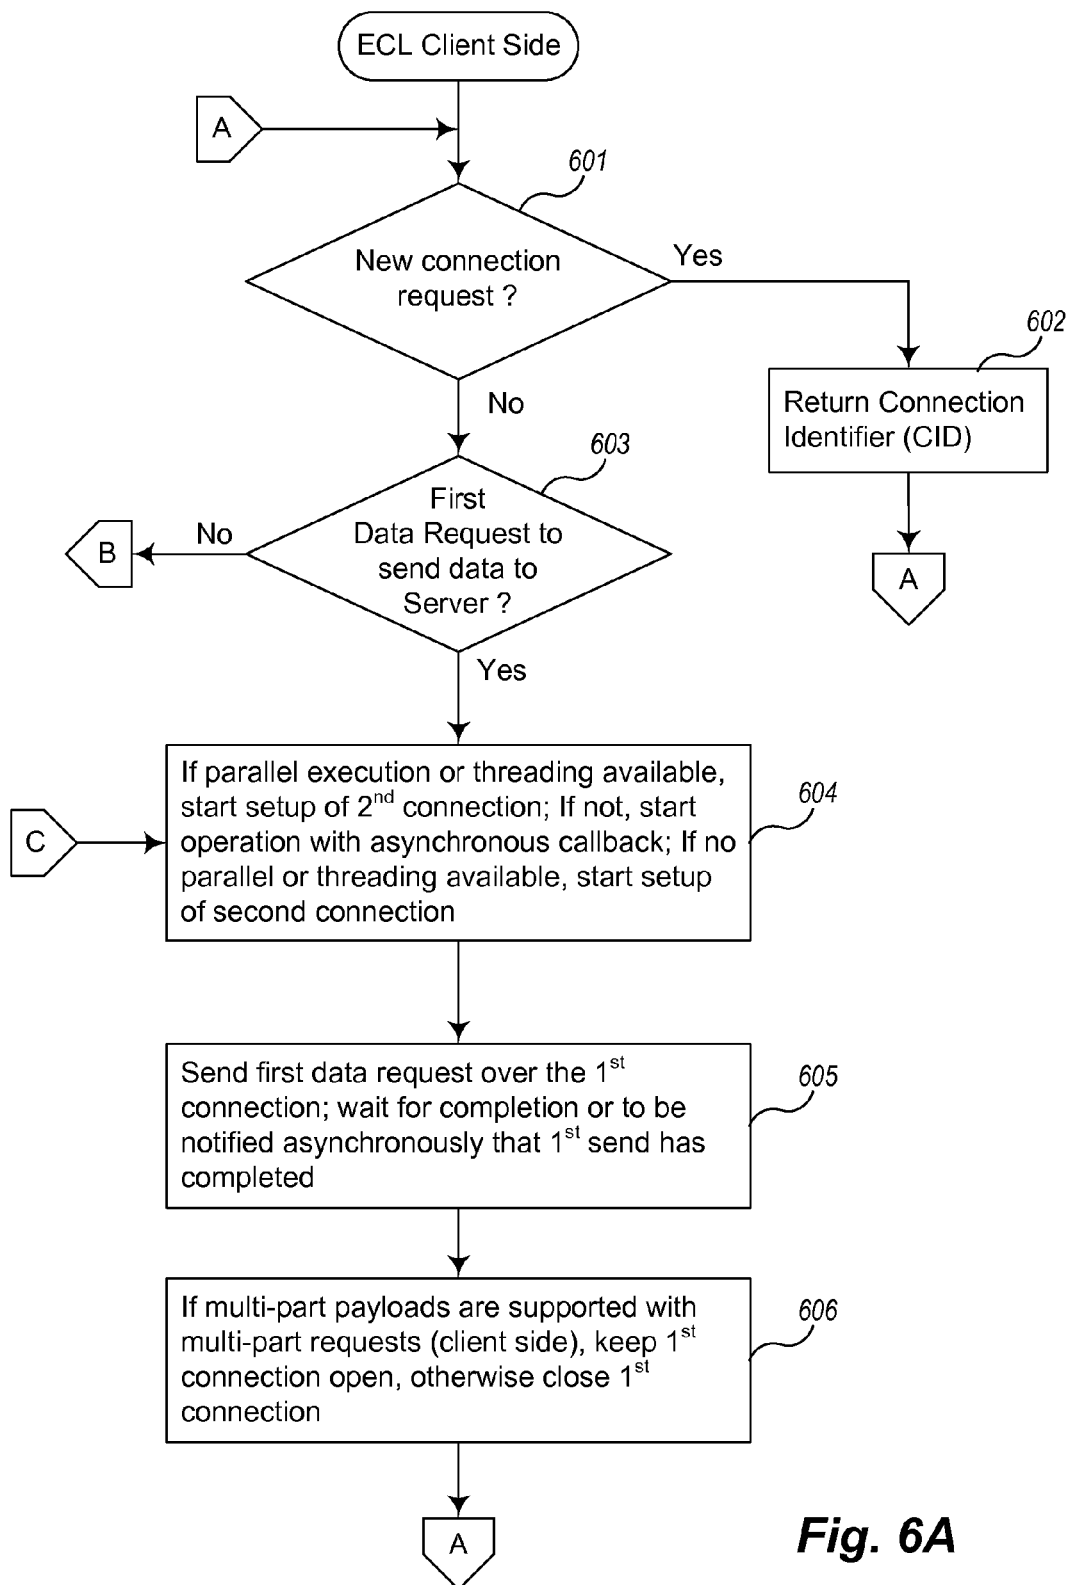 ECL Client Side
A
601
New connection
request ?
Yes
602
Return Connection
Identifier (CID)
A
No
603
First
Data Request to
send data to
Server ?
No
B
Yes
C
If parallel execution or threading available,
start setup of 2nd connection; If not, start
operation with asynchronous callback; If no
parallel or threading available, start setup
of second connection
604
Send first data request over the 1st
connection; wait for completion or to be
notified asynchronously that 1st send has
completed
605
If multi-part payloads are supported with
multi-part requests (client side), keep 1st
connection open, otherwise close 1st
connection
606
A
Fig. 6A